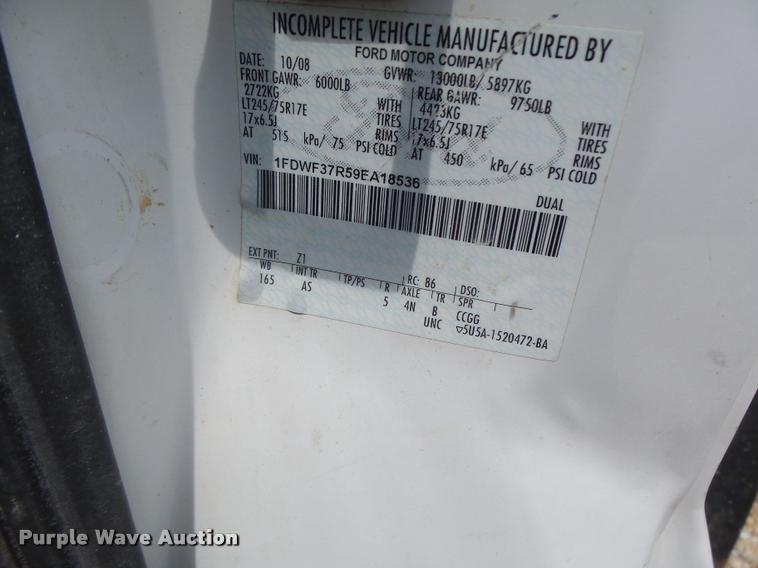 INCOMPLETE VEHICLE MANUFACTURED BY
FORD MOTOR COMPANY
DATE: 10/08 GVWR: 13000LB/ 5897KG
FRONT GAWR: 6000LB REAR GAWR: 9750LB
2722KG WITH 4423KG WITH
LT245/75R17E TIRES LT245/75R17E TIRES
17x6.5J RIMS 17x6.5J RIMS
AT 515 kPa/ 75 PSI COLD AT 450 kPa/ 65 PSI COLD
VIN: 1FDWF37R59EA18536
DUAL
EXT PNT: Z1 RC: 86 DSO:
WB INT TR TP/PS R AXLE TR SPR
165 AS 5 4N B CCGG
UNC 5U5A-1520472-BA
Purple Wave Auction